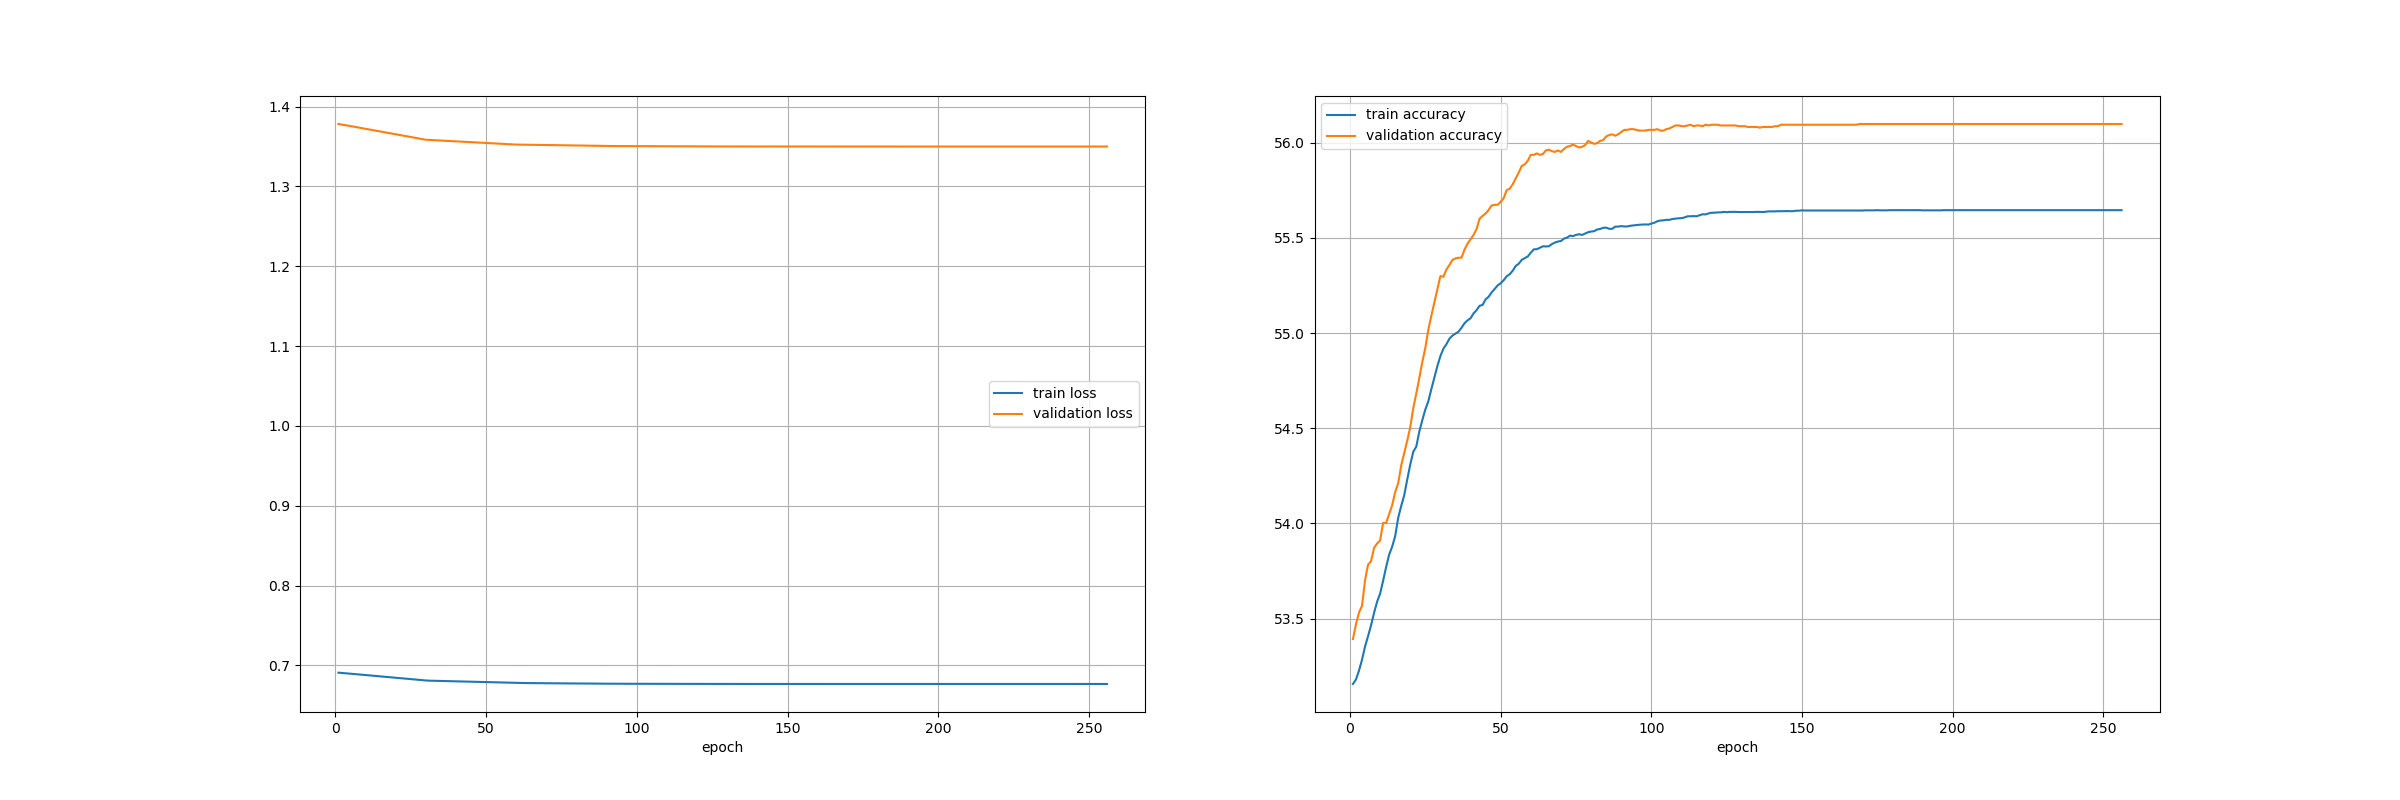 1.4
1.3
1.2
1.1
1.0
0.9
0.8
0.7
train loss
validation loss
0 50 100 150 200 250
epoch
train accuracy
validation accuracy
56.0
55.5
55.0
54.5
54.0
53.5
0 50 100 150 200 250
epoch